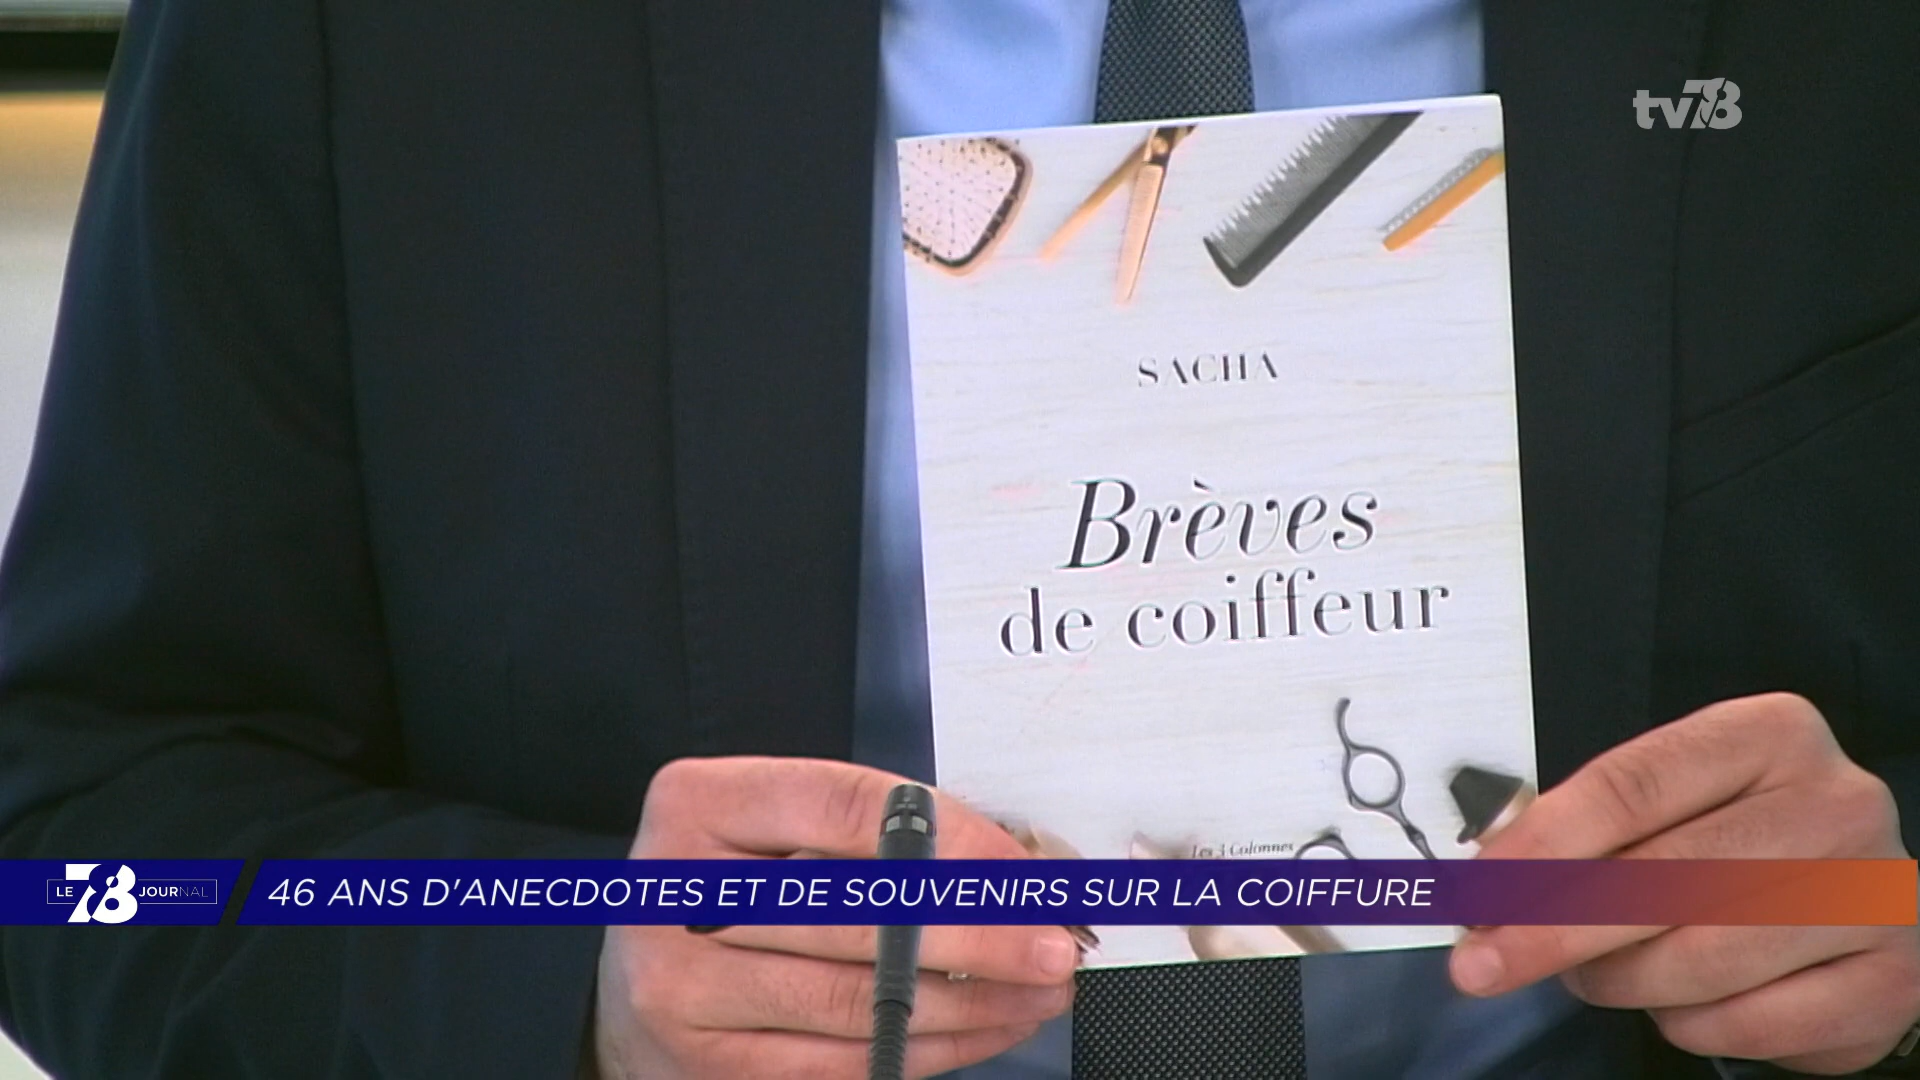 tv78
SACHA
Brèves
de coiffeur
Les 3 Colonnes
LE 78 JOURNAL
46 ANS D'ANECDOTES ET DE SOUVENIRS SUR LA COIFFURE